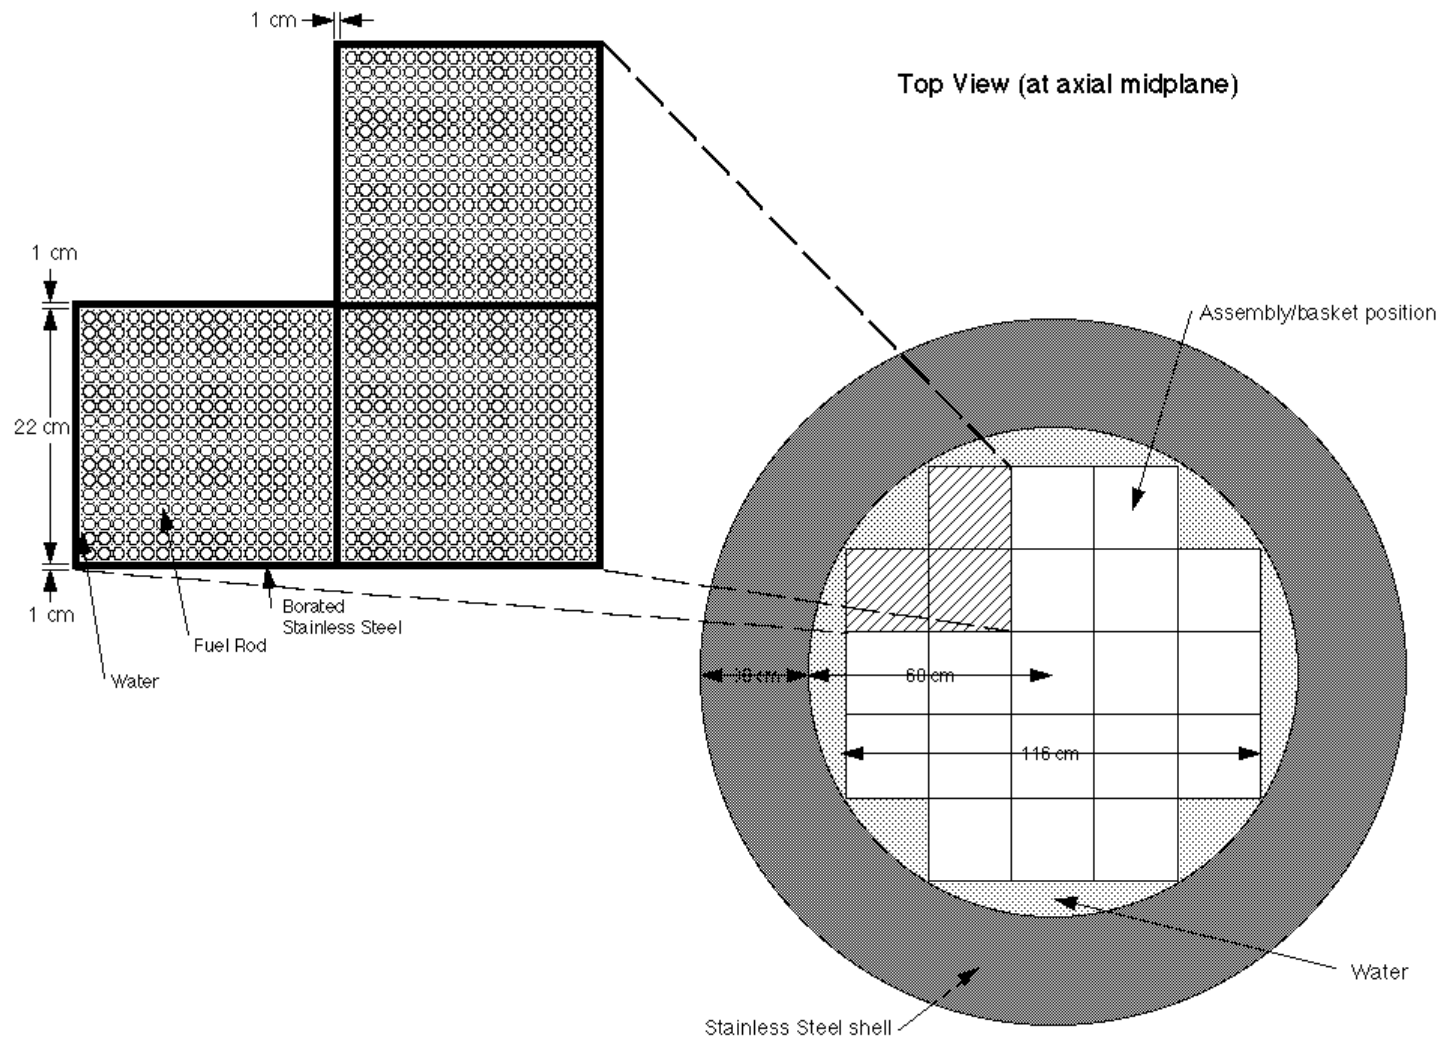 1 cm
Top View (at axial midplane)
1 cm
22 cm
1 cm
Borated
Stainless Steel
Fuel Rod
Water
Assembly/basket position
cm
cm
116 cm
Water
Stainless Steel shell